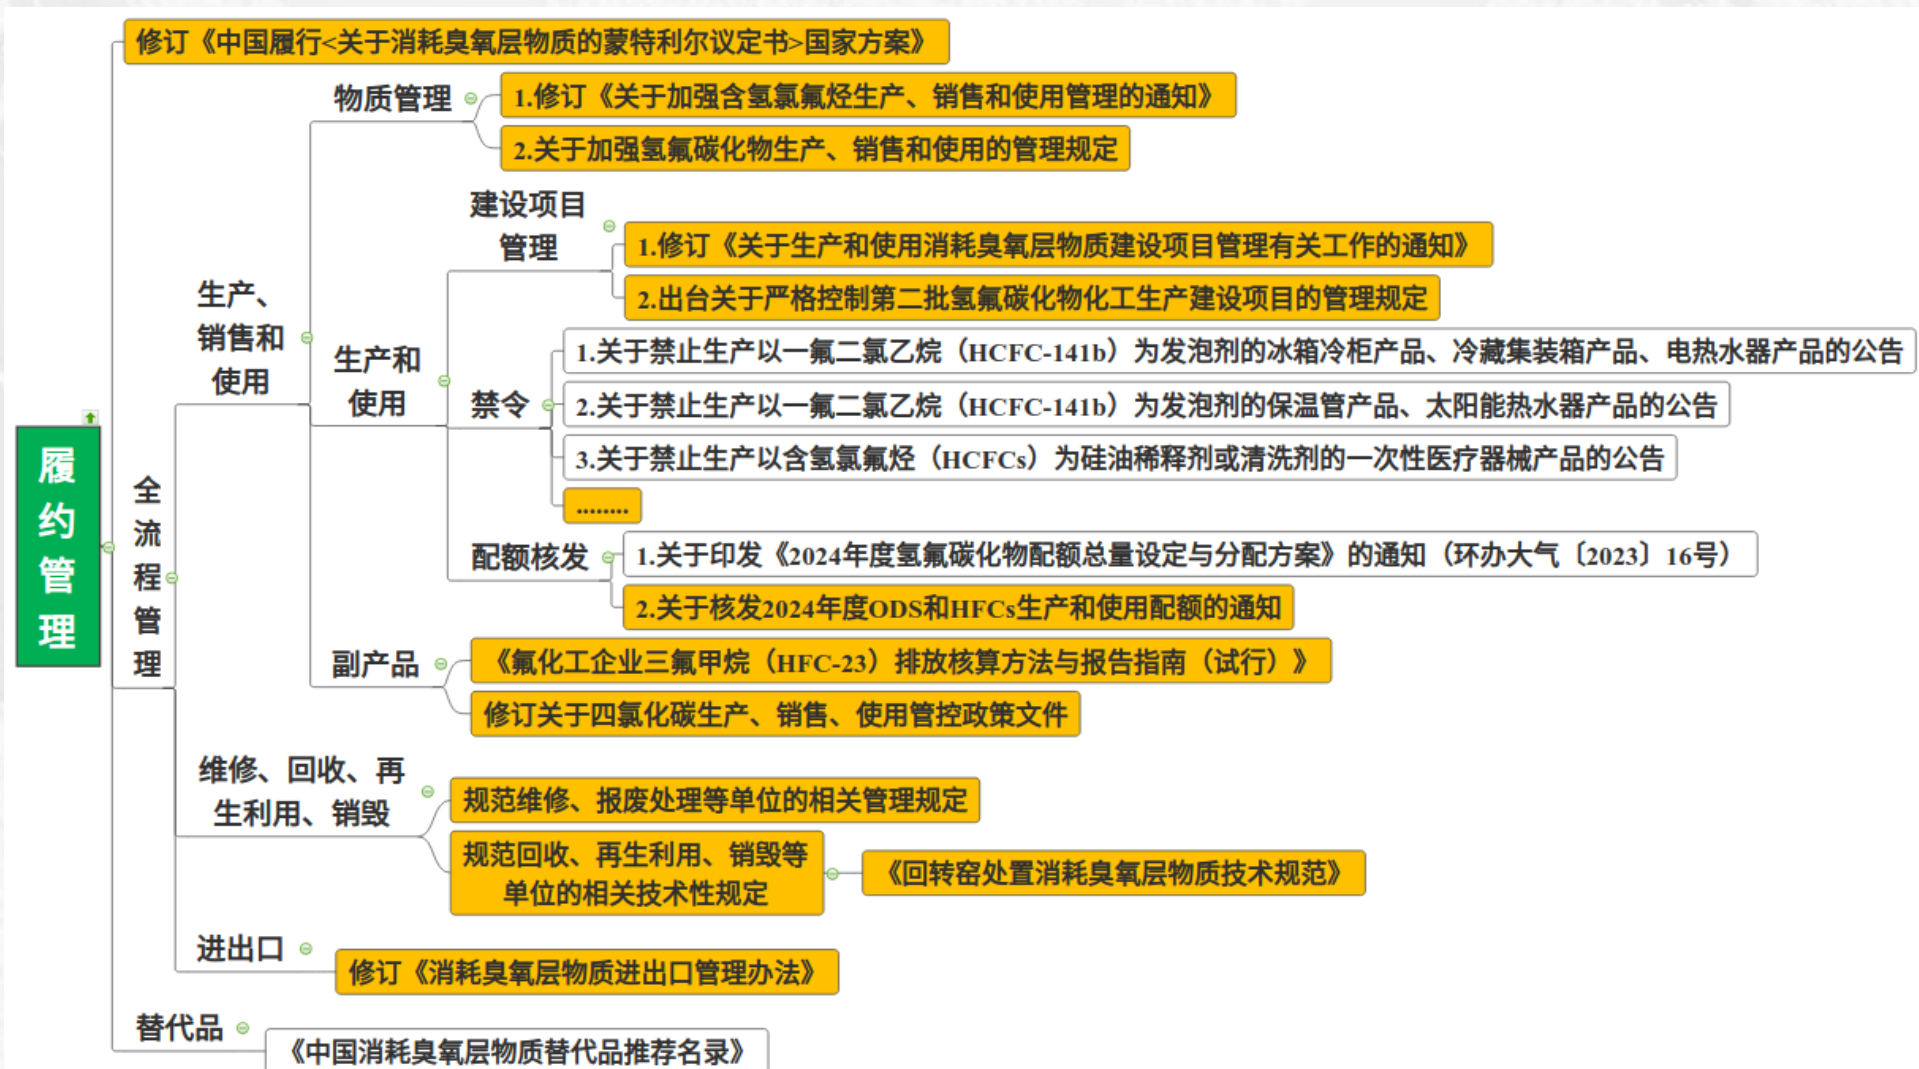 履约管理
修订《中国履行<关于消耗臭氧层物质的蒙特利尔议定书>国家方案》
全流程管理
生产、
销售和
使用
物质管理
1.修订《关于加强含氢氯氟烃生产、销售和使用管理的通知》
2.关于加强氢氟碳化物生产、销售和使用的管理规定
生产和
使用
建设项目
管理
1.修订《关于生产和使用消耗臭氧层物质建设项目管理有关工作的通知》
2.出台关于严格控制第二批氢氟碳化物化工生产建设项目的管理规定
禁令
1.关于禁止生产以一氟二氯乙烷（HCFC-141b）为发泡剂的冰箱冷柜产品、冷藏集装箱产品、电热水器产品的公告
2.关于禁止生产以一氟二氯乙烷（HCFC-141b）为发泡剂的保温管产品、太阳能热水器产品的公告
3.关于禁止生产以含氢氯氟烃（HCFCs）为硅油稀释剂或清洗剂的一次性医疗器械产品的公告
........
配额核发
1.关于印发《2024年度氢氟碳化物配额总量设定与分配方案》的通知（环办大气〔2023〕16号）
2.关于核发2024年度ODS和HFCs生产和使用配额的通知
副产品
《氟化工企业三氟甲烷（HFC-23）排放核算方法与报告指南（试行）》
修订关于四氯化碳生产、销售、使用管控政策文件
维修、回收、再
生利用、销毁
规范维修、报废处理等单位的相关管理规定
规范回收、再生利用、销毁等
单位的相关技术性规定
《回转窑处置消耗臭氧层物质技术规范》
进出口
修订《消耗臭氧层物质进出口管理办法》
替代品
《中国消耗臭氧层物质替代品推荐名录》